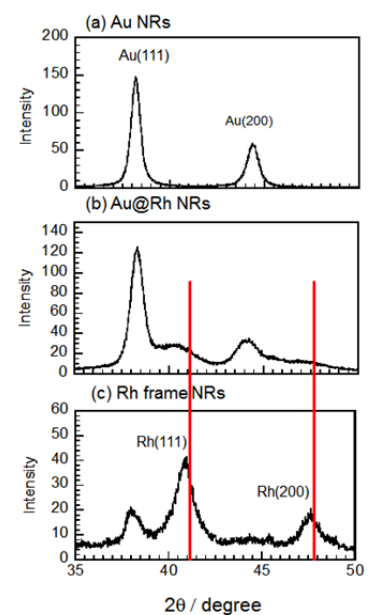 (a) Au NRs
200
150
100
50
0
Intensity
Au(111)
Au(200)
(b) Au@Rh NRs
140
120
100
80
60
40
20
0
Intensity
(c) Rh frame NRs
60
50
40
30
20
10
0
Intensity
Rh(111)
Rh(200)
35 40 45 50
2θ / degree